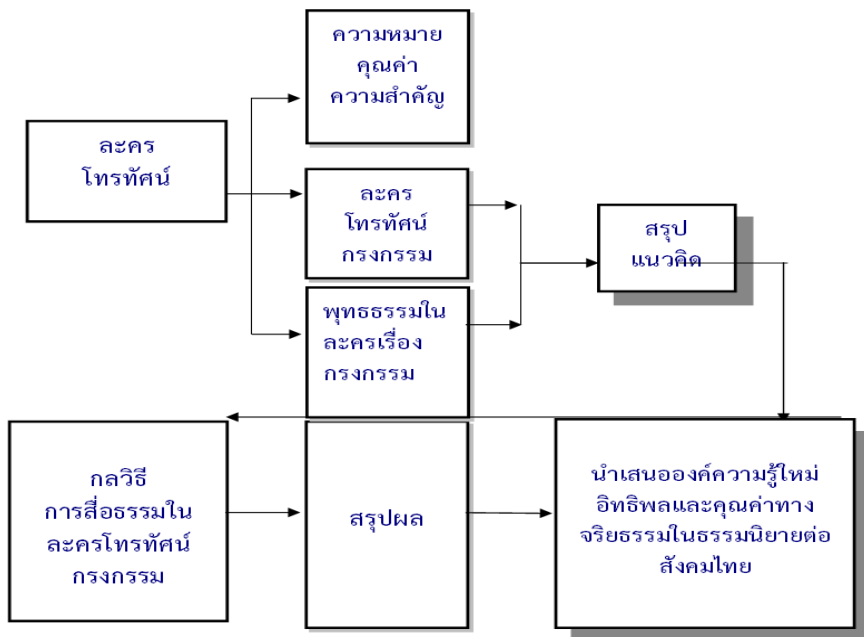 ความหมาย
คุณค่า
ความสำคัญ
ละคร
โทรทัศน์
ละคร
โทรทัศน์
กรงกรรม
สรุป
แนวคิด
พุทธธรรมใน
ละครเรื่อง
กรงกรรม
กลวิธี
การสื่อธรรมใน
ละครโทรทัศน์
กรงกรรม
สรุปผล
นำเสนอองค์ความรู้ใหม่
อิทธิพลและคุณค่าทาง
จริยธรรมในธรรมนิยายต่อ
สังคมไทย